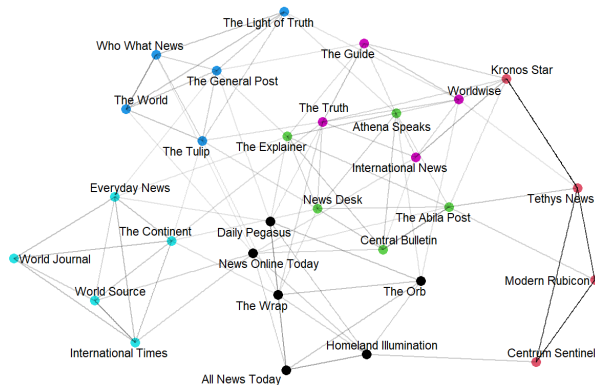 The Light of Truth
Who What News
The Guide
The General Post
Kronos Star
The World
Worldwise
The Truth
Athena Speaks
The Tulip
The Explainer
International News
Everyday News
Tethys News
News Desk
The Abila Post
The Continent
Daily Pegasus
Central Bulletin
World Journal
News Online Today
Modern Rubicon
World Source
The Wrap
The Orb
International Times
Homeland Illumination
Centrum Sentinel
All News Today